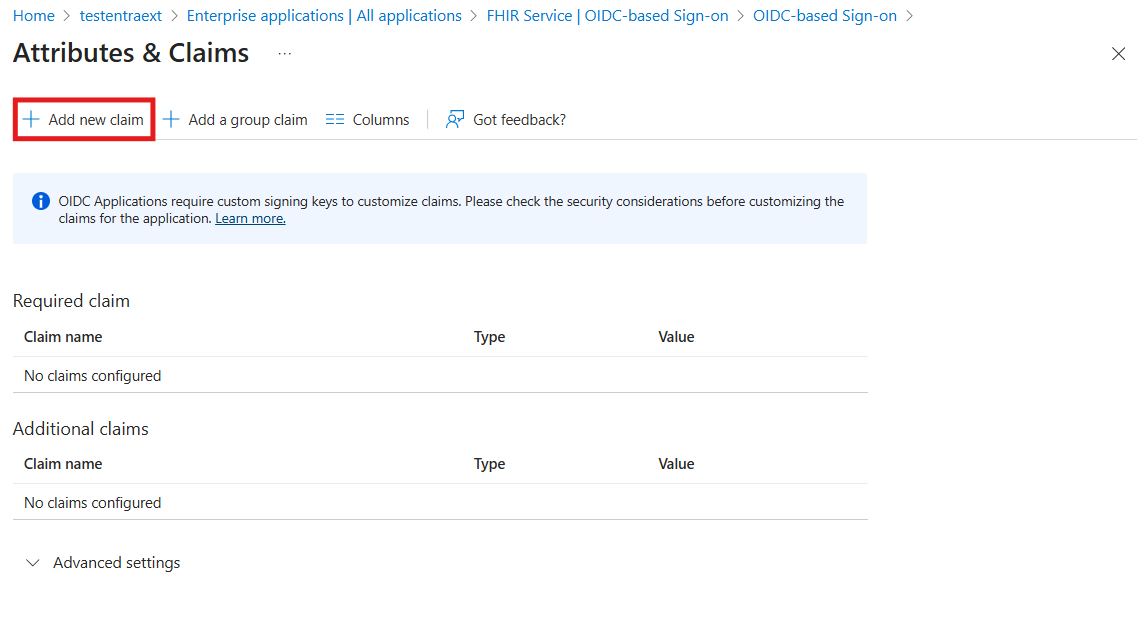 Home > testentraext > Enterprise applications | All applications > FHIR Service | OIDC-based Sign-on > OIDC-based Sign-on >
Attributes & Claims ...
Add new claim Add a group claim Columns Got feedback?
OIDC Applications require custom signing keys to customize claims. Please check the security considerations before customizing the
claims for the application. Learn more.
Required claim
Claim name Type Value
No claims configured
Additional claims
Claim name Type Value
No claims configured
Advanced settings